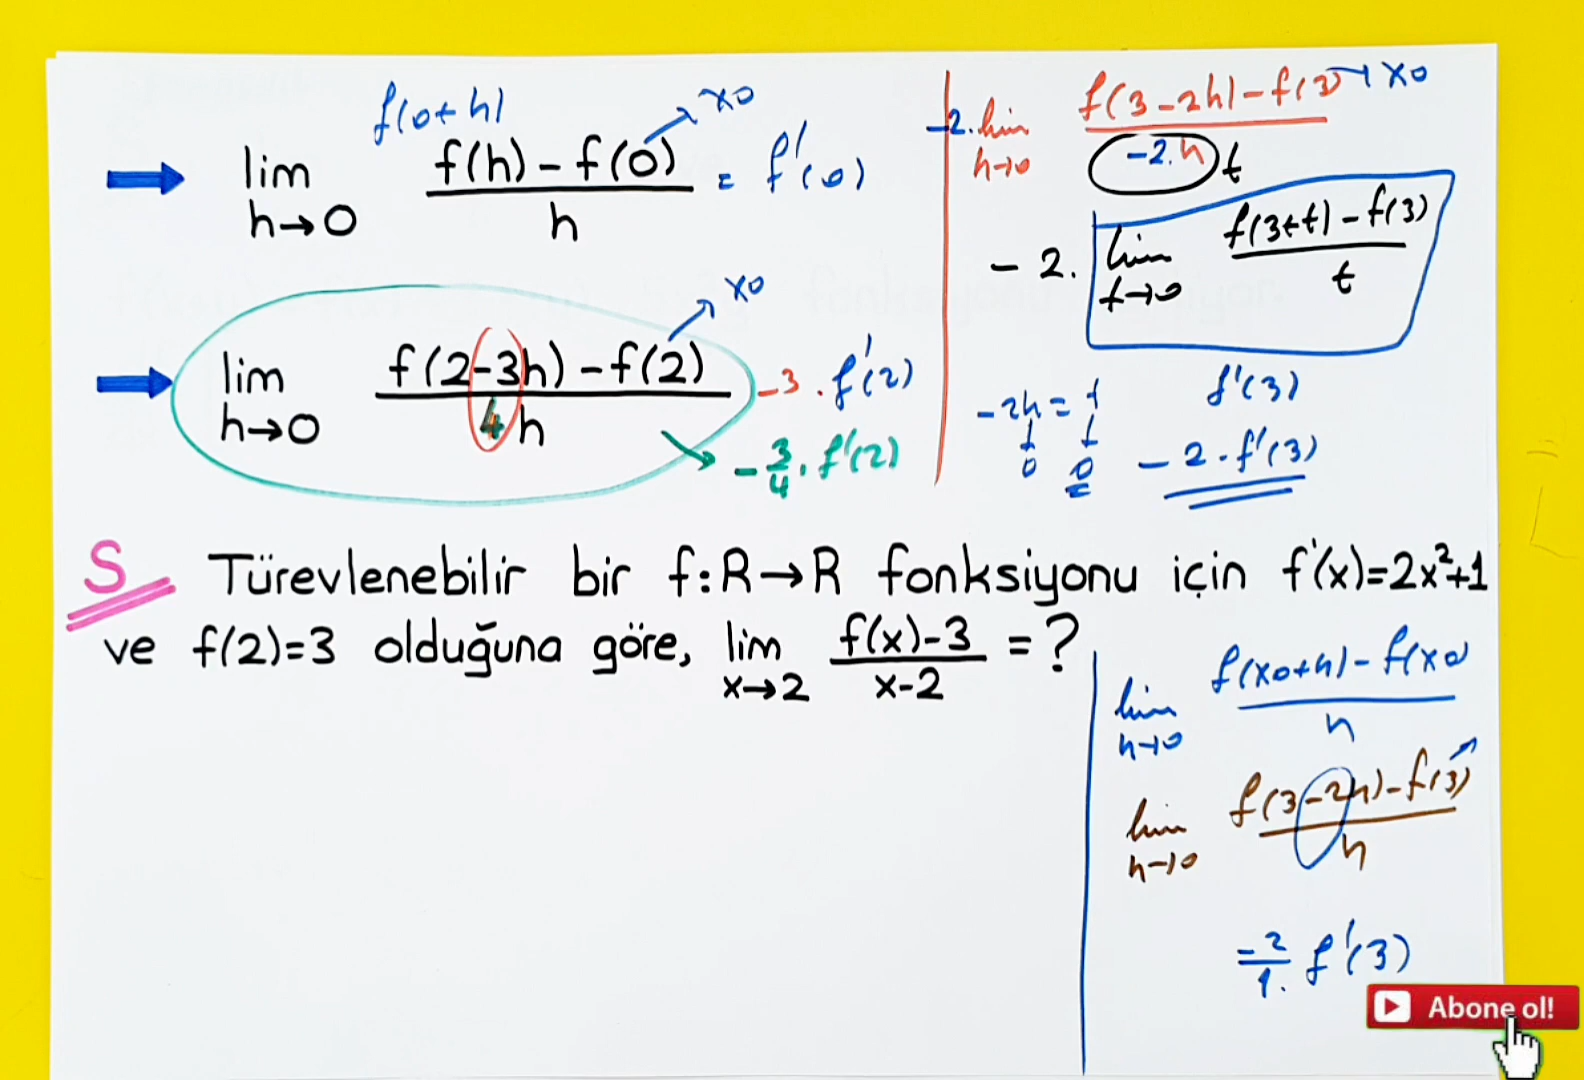 f(0+h)
lim h→0 f(h)-f(0) / h = f'(0)
x0
lim h→0 f(2-3h)-f(2) / 4h
x0
-3.f'(2)
-3/4.f'(2)
-2.lim h→0 f(3-2h)-f(3) / -2.h
x0
t
-2. lim t→0 f(3+t)-f(3) / t
-2h=t
0 0
f'(3)
-2.f'(3)
S Türevlenebilir bir f:R→R fonksiyonu için f'(x)=2x²+1
ve f(2)=3 olduğuna göre, lim x→2 f(x)-3 / x-2 =?
lim h→0 f(x0+h)-f(x0) / h
lim h→0 f(3-2h)-f(3) / h
-2/1.f'(3)
Abone ol!